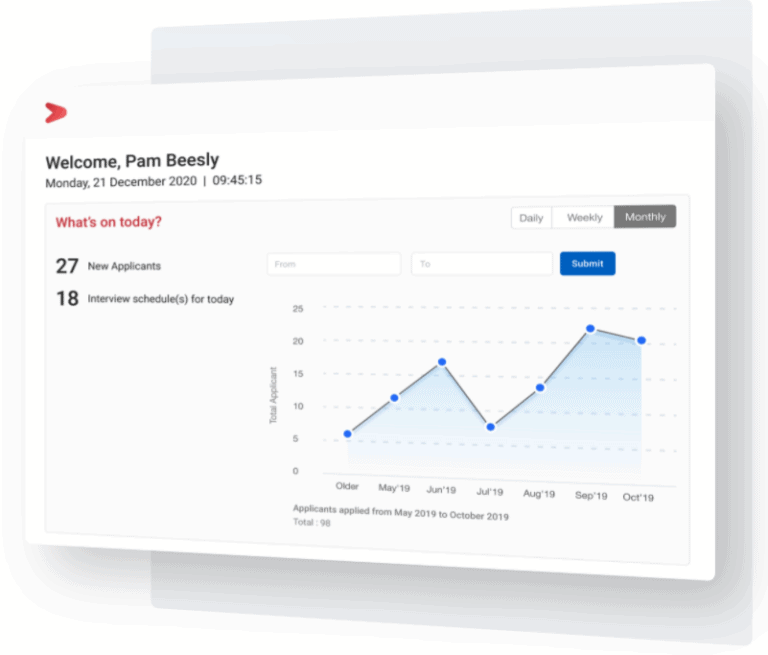 Welcome, Pam Beesly
Monday, 21 December 2020 | 09:45:15
What's on today?
Daily Weekly Monthly
27 New Applicants
From To Submit
18 Interview schedule(s) for today
25
20
15
10
5
0
Total Applicant
Older May'19 Jun'19 Jul'19 Aug'19 Sep'19 Oct'19
Applicants applied from May 2019 to October 2019
Total : 98